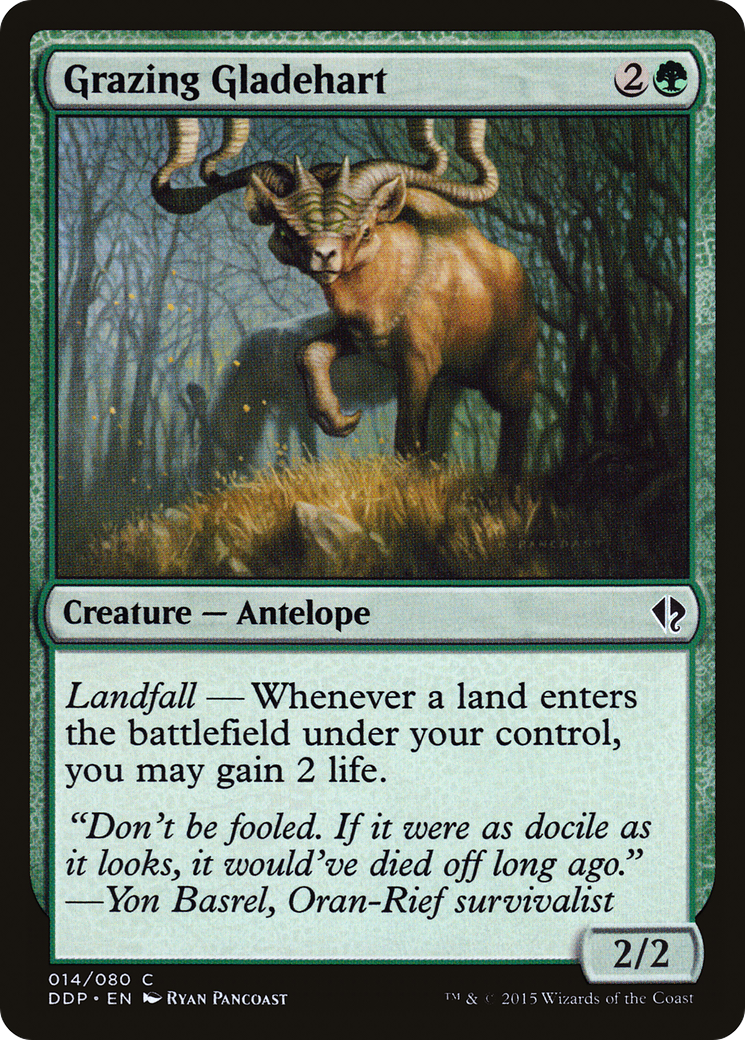 Grazing Gladehart 2
PANCOAST
Creature — Antelope
Landfall — Whenever a land enters
the battlefield under your control,
you may gain 2 life.
“Don’t be fooled. If it were as docile as
it looks, it would’ve died off long ago.”
—Yon Basrel, Oran-Rief survivalist
2/2
014/080 C
DDP • EN Ryan Pancoast
™ & © 2015 Wizards of the Coast